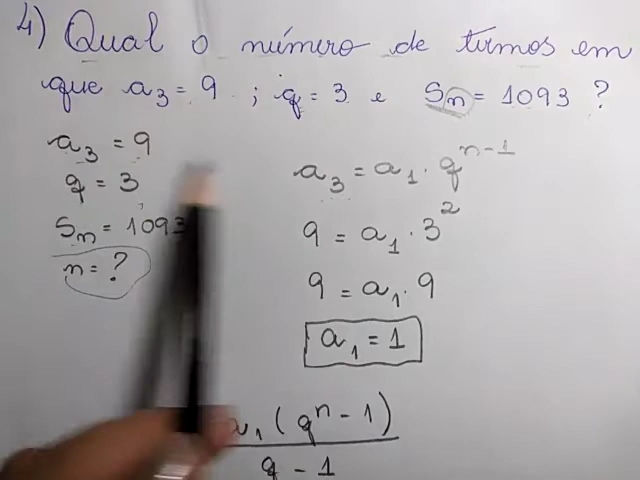 4) Qual o número de termos em
que a₃ = 9 ; q = 3 e Sₙ = 1093 ?
a₃ = 9
q = 3
Sₙ = 1093
n = ?
a₃ = a₁ · qⁿ⁻¹
9 = a₁ · 3²
9 = a₁ · 9
a₁ = 1
a₁ (qⁿ - 1)
q - 1